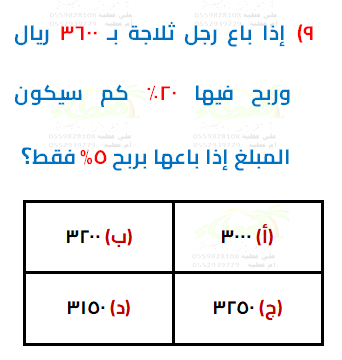 ٩) إذا باع رجل ثلاجة بـ ٣٦٠٠ ريال
وربح فيها ٢٠٪ كم سيكون
المبلغ إذا باعها بربح ٥% فقط؟
(أ) ٣٠٠٠ (ب) ٣٢٠٠
(ج) ٣٢٥٠ (د) ٣١٥٠